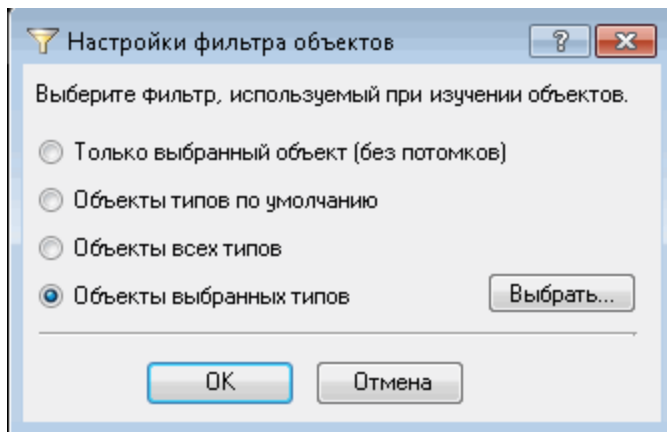 Настройки фильтра объектов
Выберите фильтр, используемый при изучении объектов.
Только выбранный объект (без потомков)
Объекты типов по умолчанию
Объекты всех типов
Объекты выбранных типов Выбрать...
OK Отмена